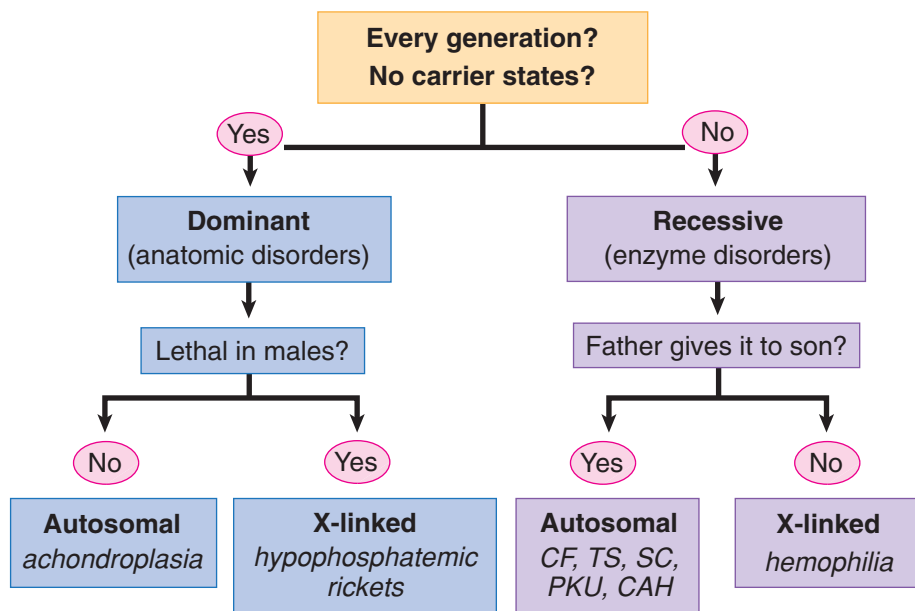 Every generation?
No carrier states?
Yes
No
Dominant
(anatomic disorders)
Recessive
(enzyme disorders)
Lethal in males?
Father gives it to son?
No
Yes
Yes
No
Autosomal
achondroplasia
X-linked
hypophosphatemic
rickets
Autosomal
CF, TS, SC,
PKU, CAH
X-linked
hemophilia